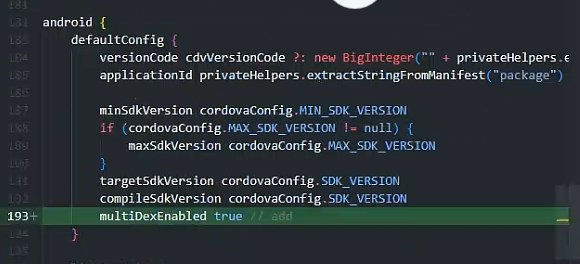 181
182 android {
183 defaultConfig {
184 versionCode cdvVersionCode ?: new BigInteger("" + privateHelpers.e
185 applicationId privateHelpers.extractStringFromManifest("package")
186
187 minSdkVersion cordovaConfig.MIN_SDK_VERSION
188 if (cordovaConfig.MAX_SDK_VERSION != null) {
189 maxSdkVersion cordovaConfig.MAX_SDK_VERSION
190 }
191 targetSdkVersion cordovaConfig.SDK_VERSION
192 compileSdkVersion cordovaConfig.SDK_VERSION
193+ multiDexEnabled true // add
194 }
195